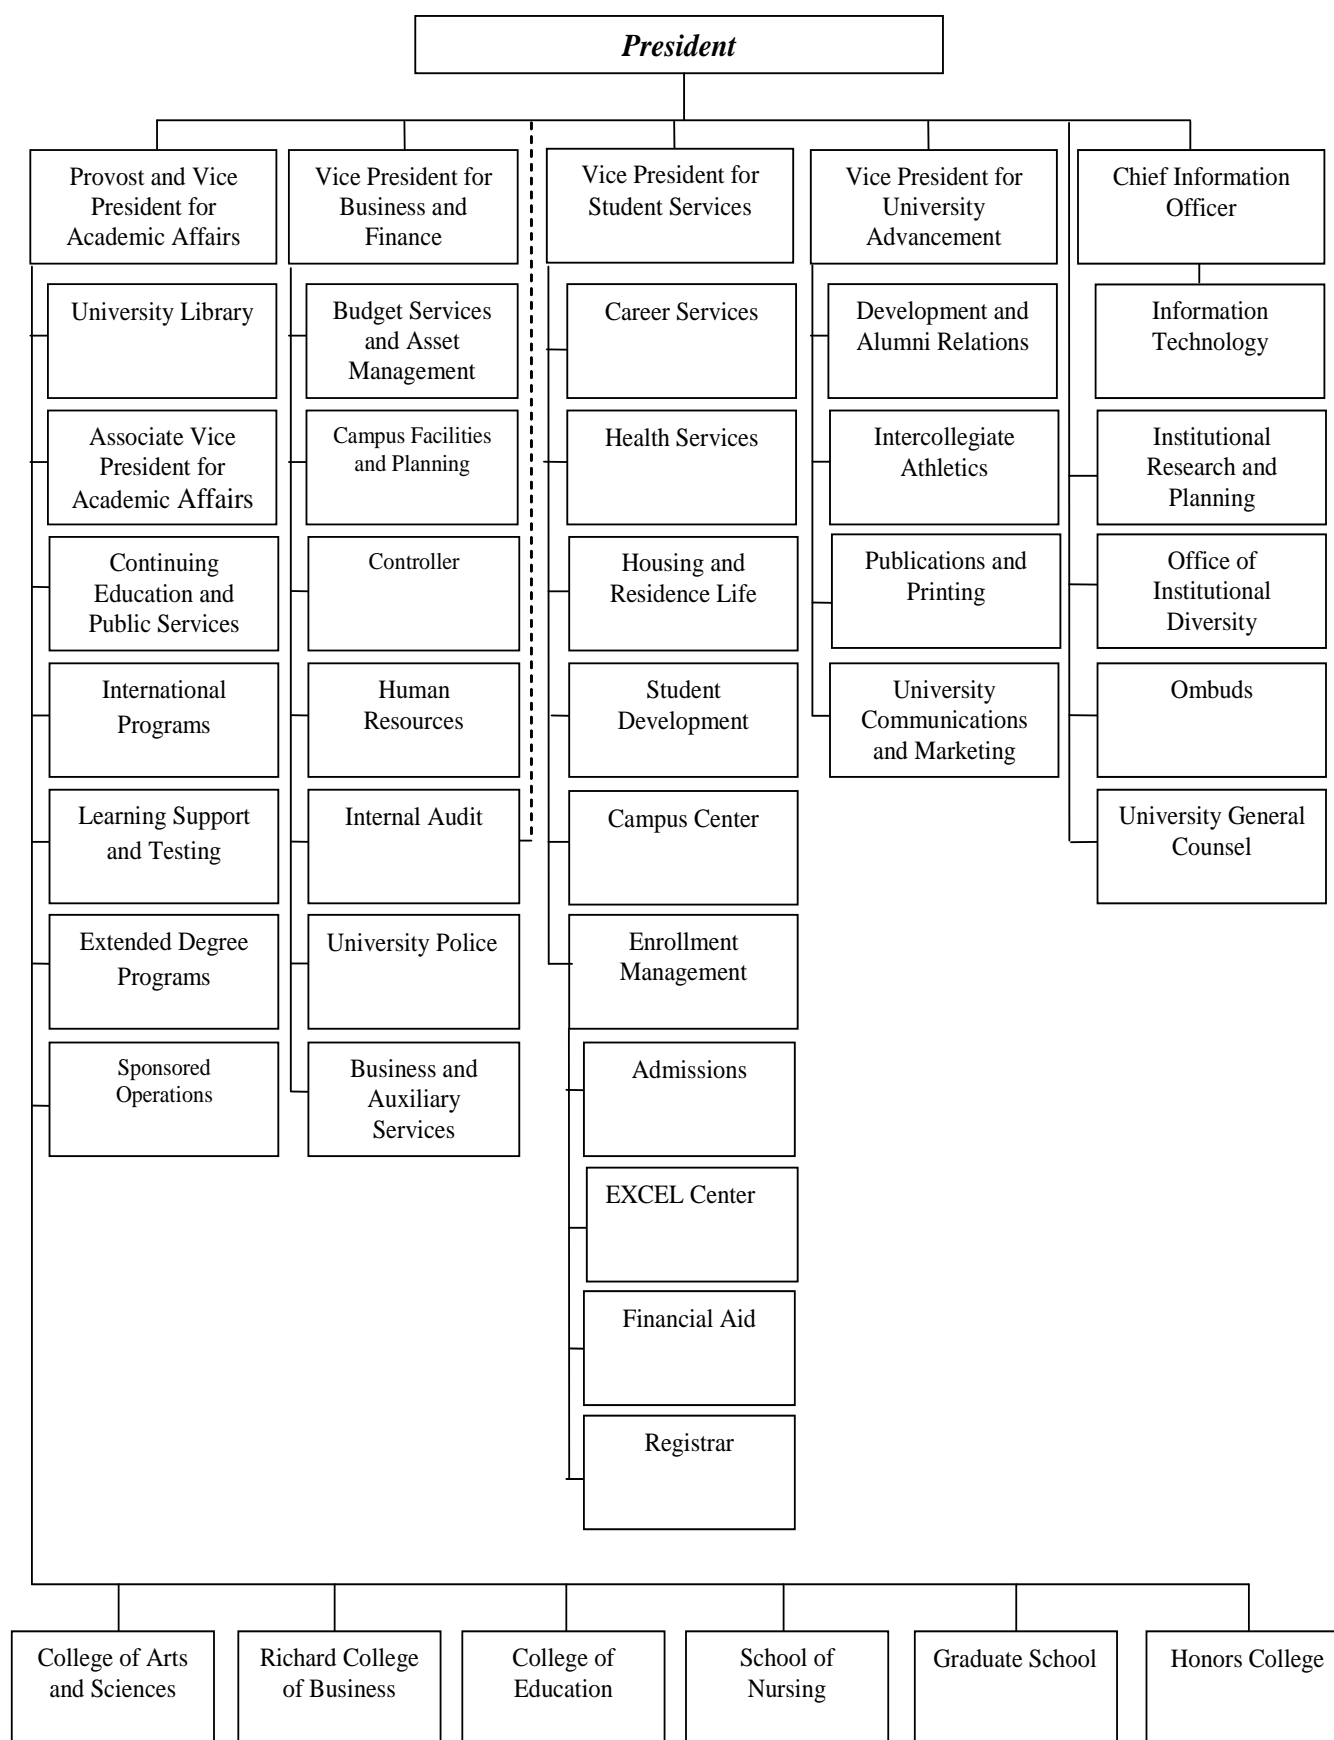 President
Provost and Vice
President for
Academic Affairs
Vice President for
Business and
Finance
Vice President for
Student Services
Vice President for
University
Advancement
Chief Information
Officer
University Library
Budget Services
and Asset
Management
Career Services
Development and
Alumni Relations
Information
Technology
Associate Vice
President for
Academic Affairs
Campus Facilities
and Planning
Health Services
Intercollegiate
Athletics
Institutional
Research and
Planning
Continuing
Education and
Public Services
Controller
Housing and
Residence Life
Publications and
Printing
Office of
Institutional
Diversity
International
Programs
Human
Resources
Student
Development
University
Communications
and Marketing
Ombuds
Learning Support
and Testing
Internal Audit
Campus Center
University General
Counsel
Extended Degree
Programs
University Police
Enrollment
Management
Sponsored
Operations
Business and
Auxiliary
Services
Admissions
EXCEL Center
Financial Aid
Registrar
College of Arts
and Sciences
Richard College
of Business
College of
Education
School of
Nursing
Graduate School
Honors College